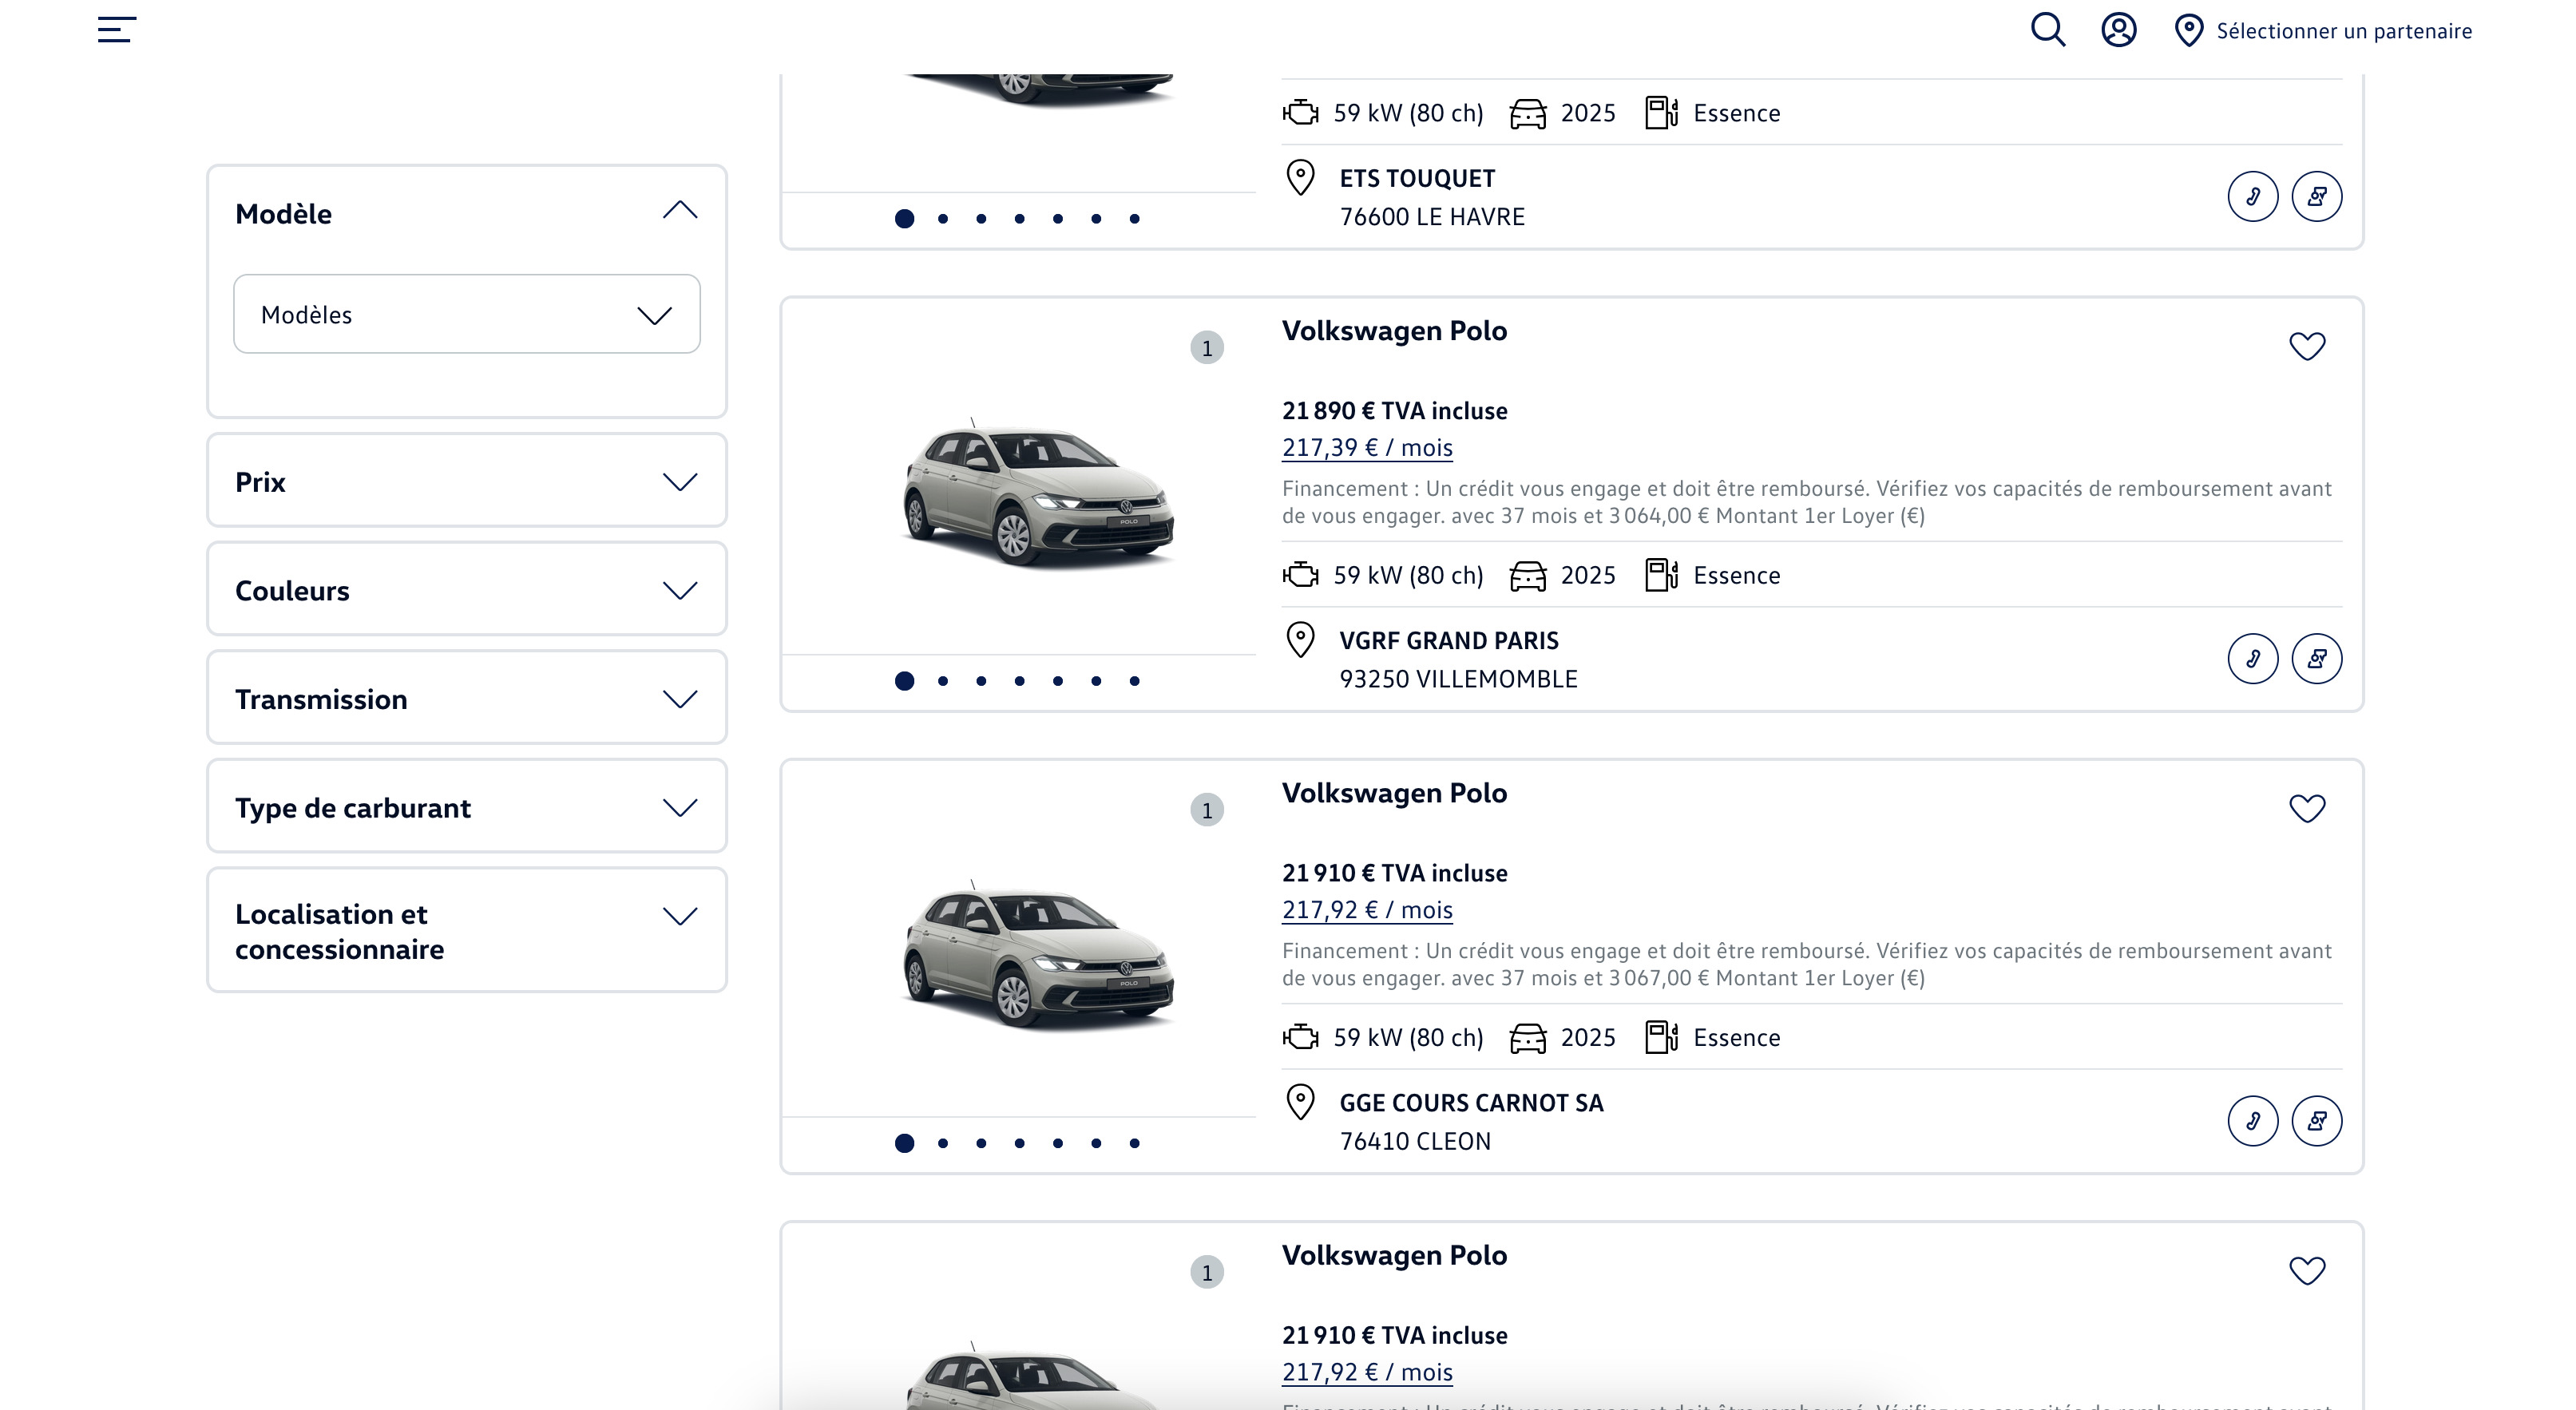 Sélectionner un partenaire
59 kW (80 ch) 2025 Essence
ETS TOUQUET
76600 LE HAVRE
Modèle
Modèles
Prix
Couleurs
Transmission
Type de carburant
Localisation et
concessionnaire
1
Volkswagen Polo
21 890 € TVA incluse
217,39 € / mois
Financement : Un crédit vous engage et doit être remboursé. Vérifiez vos capacités de remboursement avant
de vous engager. avec 37 mois et 3 064,00 € Montant 1er Loyer (€)
POLO
59 kW (80 ch) 2025 Essence
VGRF GRAND PARIS
93250 VILLEMOMBLE
1
Volkswagen Polo
21 910 € TVA incluse
217,92 € / mois
Financement : Un crédit vous engage et doit être remboursé. Vérifiez vos capacités de remboursement avant
de vous engager. avec 37 mois et 3 067,00 € Montant 1er Loyer (€)
POLO
59 kW (80 ch) 2025 Essence
GGE COURS CARNOT SA
76410 CLEON
1
Volkswagen Polo
21 910 € TVA incluse
217,92 € / mois